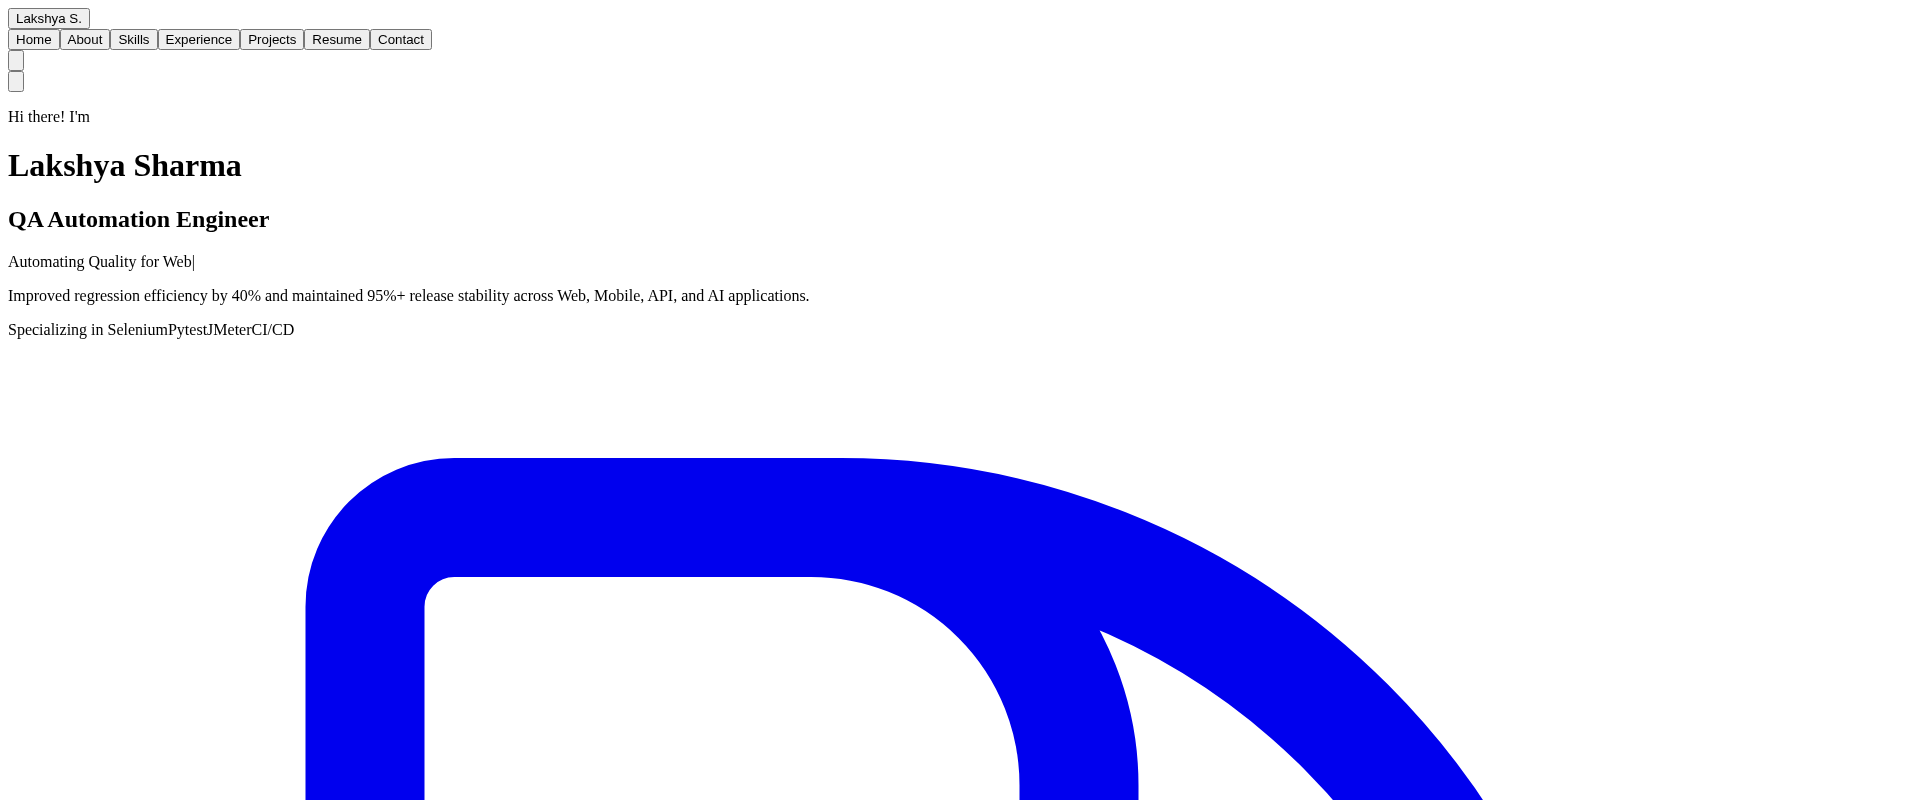 Lakshya S.
Home About Skills Experience Projects Resume Contact
Hi there! I'm
Lakshya Sharma
QA Automation Engineer
Automating Quality for Web|
Improved regression efficiency by 40% and maintained 95%+ release stability across Web, Mobile, API, and AI applications.
Specializing in SeleniumPytestJMeterCI/CD